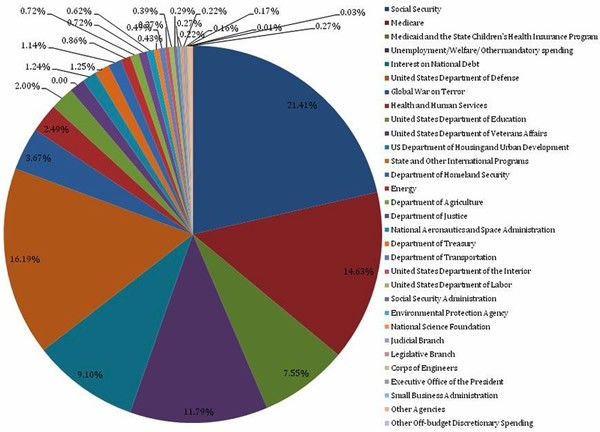 0.72%
0.62%
0.39%
0.29%
0.22%
0.17%
0.03%
0.72%
0.27%
0.01%
0.49%
0.37%
0.16%
0.27%
0.86%
0.43%
0.22%
1.14%
1.25%
1.24%
0.00
2.00%
2.49%
3.67%
16.19%
9.10%
11.79%
7.55%
14.63%
21.41%
Social Security
Medicare
Medicaid and the State Children's Health Insurance Program
Unemployment/Welfare/Other mandatory spending
Interest on National Debt
United States Department of Defense
Global War on Terror
Health and Human Services
United States Department of Education
United States Department of Veterans Affairs
US Department of Housing and Urban Development
State and Other International Programs
Department of Homeland Security
Energy
Department of Agriculture
Department of Justice
National Aeronautics and Space Administration
Department of Treasury
Department of Transportation
United States Department of the Interior
United States Department of Labor
Social Security Administration
Environmental Protection Agency
National Science Foundation
Judicial Branch
Legislative Branch
Corps of Engineers
Executive Office of the President
Small Business Administration
Other Agencies
Other Off-budget Discretionary Spending